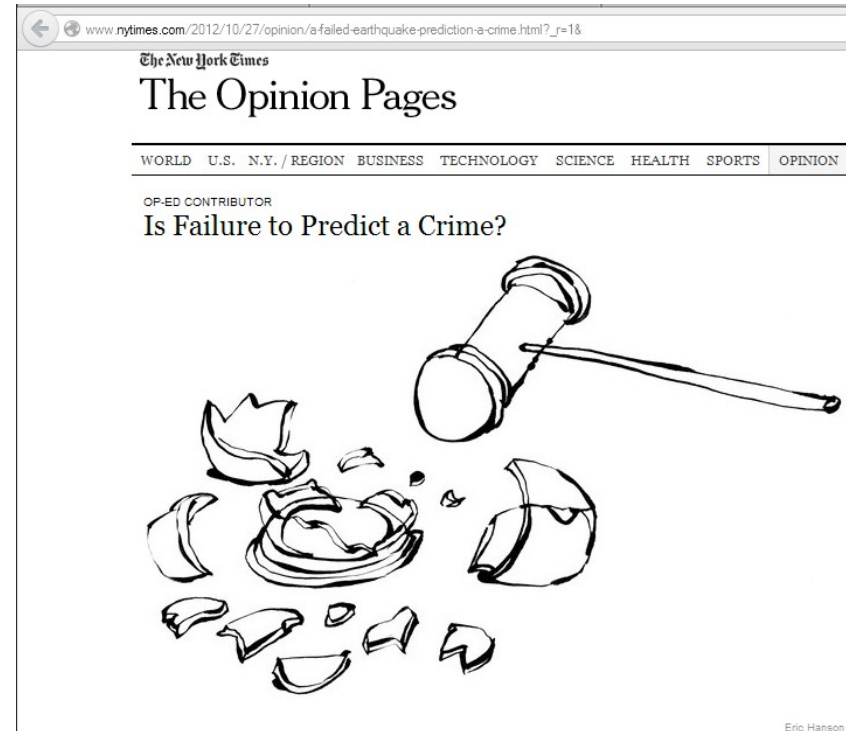 www.nytimes.com/2012/10/27/opinion/a-failed-earthquake-prediction-a-crime.html?_r=1&
The New York Times
The Opinion Pages
WORLD U.S. N.Y. / REGION BUSINESS TECHNOLOGY SCIENCE HEALTH SPORTS OPINION
OP-ED CONTRIBUTOR
Is Failure to Predict a Crime?
Eric Hanson